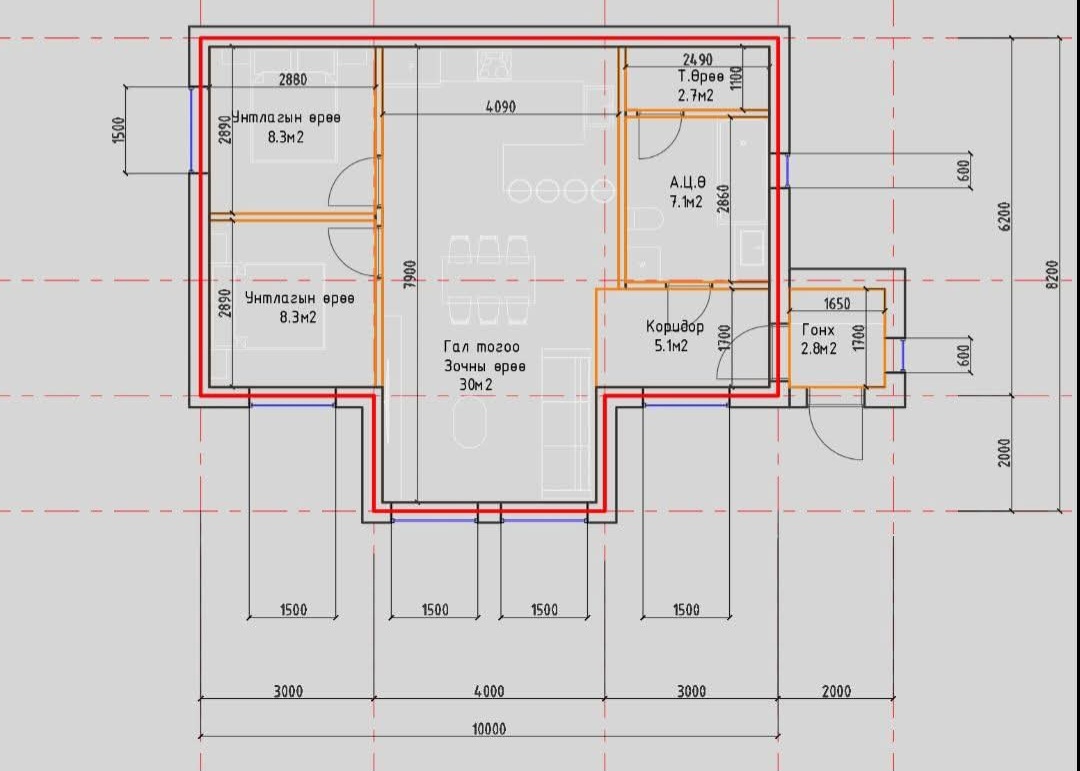 2880
2890
Унтлагын өрөө
8.3м2
1500
4090
2490
Т.Өрөө
2.7м2
1100
А.Ц.Ө
7.1м2
2860
600
7900
2890
Унтлагын өрөө
8.3м2
Гал тогоо
Зочны өрөө
30м2
Коридор
5.1м2
1700
1650
Гонх
2.8м2
1700
600
6200
8200
2000
1500
1500
1500
1500
3000
4000
3000
2000
10000